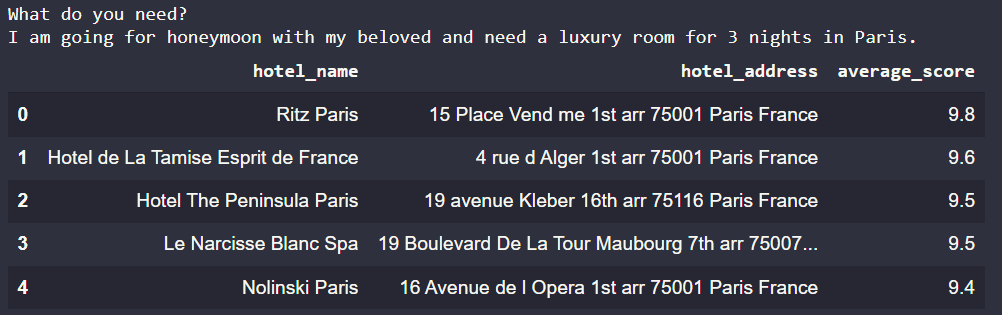 What do you need?
I am going for honeymoon with my beloved and need a luxury room for 3 nights in Paris.
hotel_name hotel_address average_score
0 Ritz Paris 15 Place Vend me 1st arr 75001 Paris France 9.8
1 Hotel de La Tamise Esprit de France 4 rue d Alger 1st arr 75001 Paris France 9.6
2 Hotel The Peninsula Paris 19 avenue Kleber 16th arr 75116 Paris France 9.5
3 Le Narcisse Blanc Spa 19 Boulevard De La Tour Maubourg 7th arr 75007... 9.5
4 Nolinski Paris 16 Avenue de l Opera 1st arr 75001 Paris France 9.4